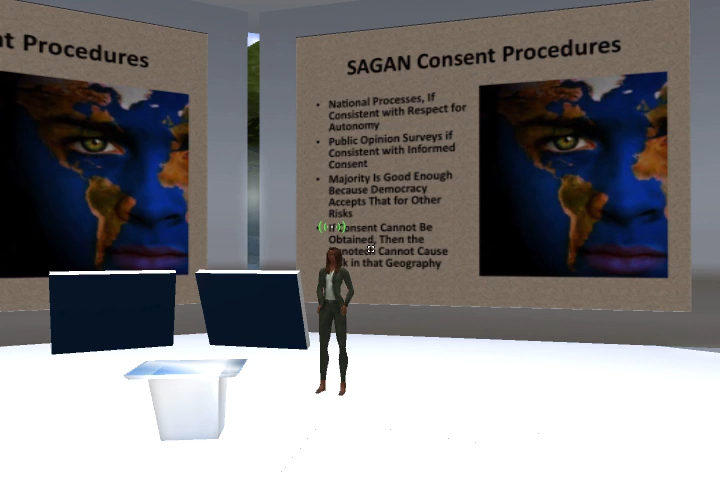 nt Procedures
SAGAN Consent Procedures
• National Processes, If
Consistent with Respect for
Autonomy
• Public Opinion Surveys if
Consistent with Informed
Consent
• Majority Is Good Enough
Because Democracy
Accepts That for Other
Risks
Consent Cannot Be
Obtained, Then the
Cannot Cause
in that Geography